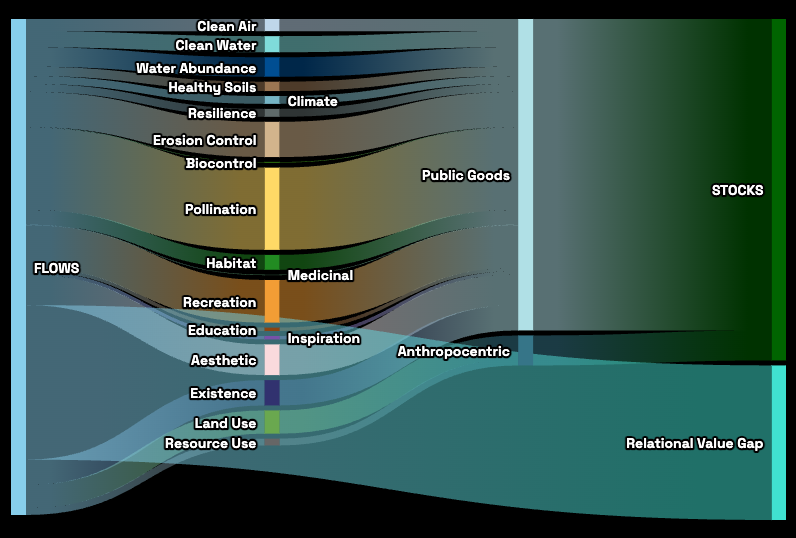 Clean Air
Clean Water
Water Abundance
Healthy Soils
Climate
Resilience
Erosion Control
Biocontrol
Public Goods
STOCKS
Pollination
Habitat
FLOWS
Medicinal
Recreation
Education
Inspiration
Anthropocentric
Aesthetic
Existence
Land Use
Resource Use
Relational Value Gap